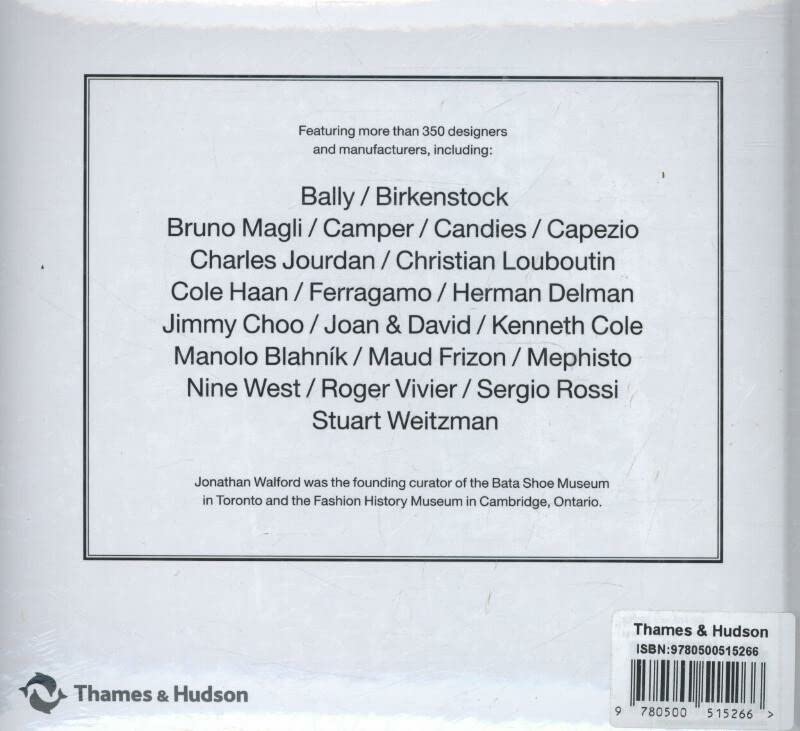 Featuring more than 350 designers
and manufacturers, including:
Bally / Birkenstock
Bruno Magli / Camper / Candies / Capezio
Charles Jourdan / Christian Louboutin
Cole Haan / Ferragamo / Herman Delman
Jimmy Choo / Joan & David / Kenneth Cole
Manolo Blahník / Maud Frizon / Mephisto
Nine West / Roger Vivier / Sergio Rossi
Stuart Weitzman
Jonathan Walford was the founding curator of the Bata Shoe Museum
in Toronto and the Fashion History Museum in Cambridge, Ontario.
Thames & Hudson
Thames & Hudson
ISBN:9780500515266
9 780500 515266 >